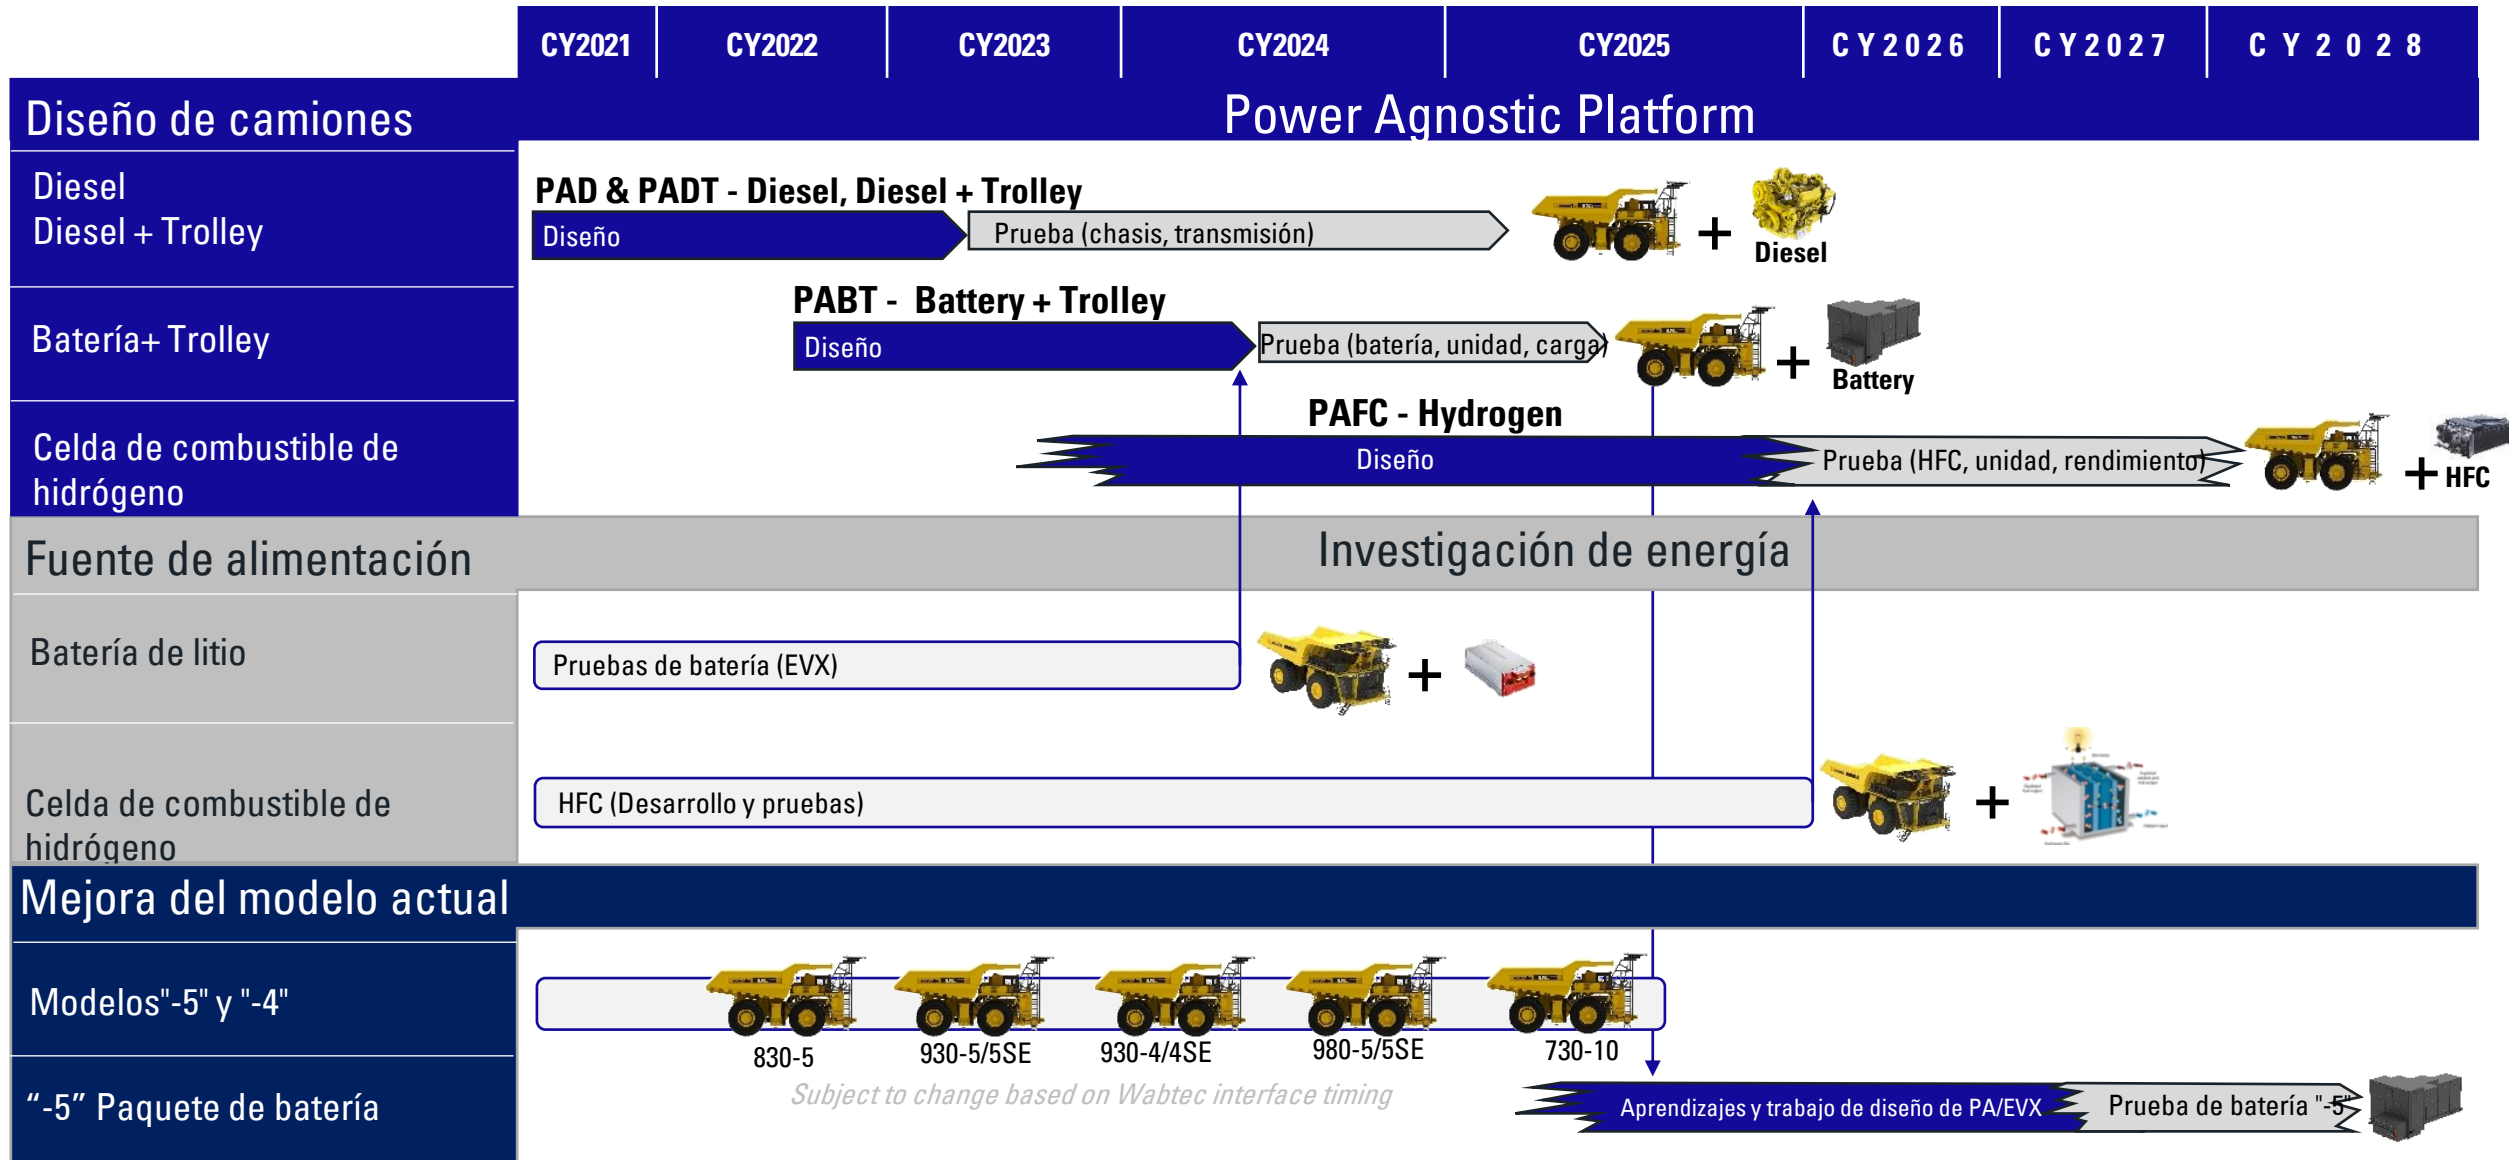 CY2021 CY2022 CY2023 CY2024 CY2025 CY2026 CY2027 CY2028
Diseño de camiones
Power Agnostic Platform
Diesel
Diesel + Trolley
PAD & PADT - Diesel, Diesel + Trolley
Diseño
Prueba (chasis, transmisión)
+
Diesel
Batería+ Trolley
PABT - Battery + Trolley
Diseño
Prueba (batería, unidad, carga)
+
Battery
Celda de combustible de
hidrógeno
PAFC - Hydrogen
Diseño
Prueba (HFC, unidad, rendimiento)
+
HFC
Fuente de alimentación
Investigación de energía
Batería de litio
Pruebas de batería (EVX)
+
Celda de combustible de
hidrógeno
HFC (Desarrollo y pruebas)
+
Mejora del modelo actual
Modelos"-5" y "-4"
830-5
930-5/5SE
930-4/4SE
980-5/5SE
730-10
Subject to change based on Wabtec interface timing
“-5” Paquete de batería
Aprendizajes y trabajo de diseño de PA/EVX
Prueba de batería "-5"